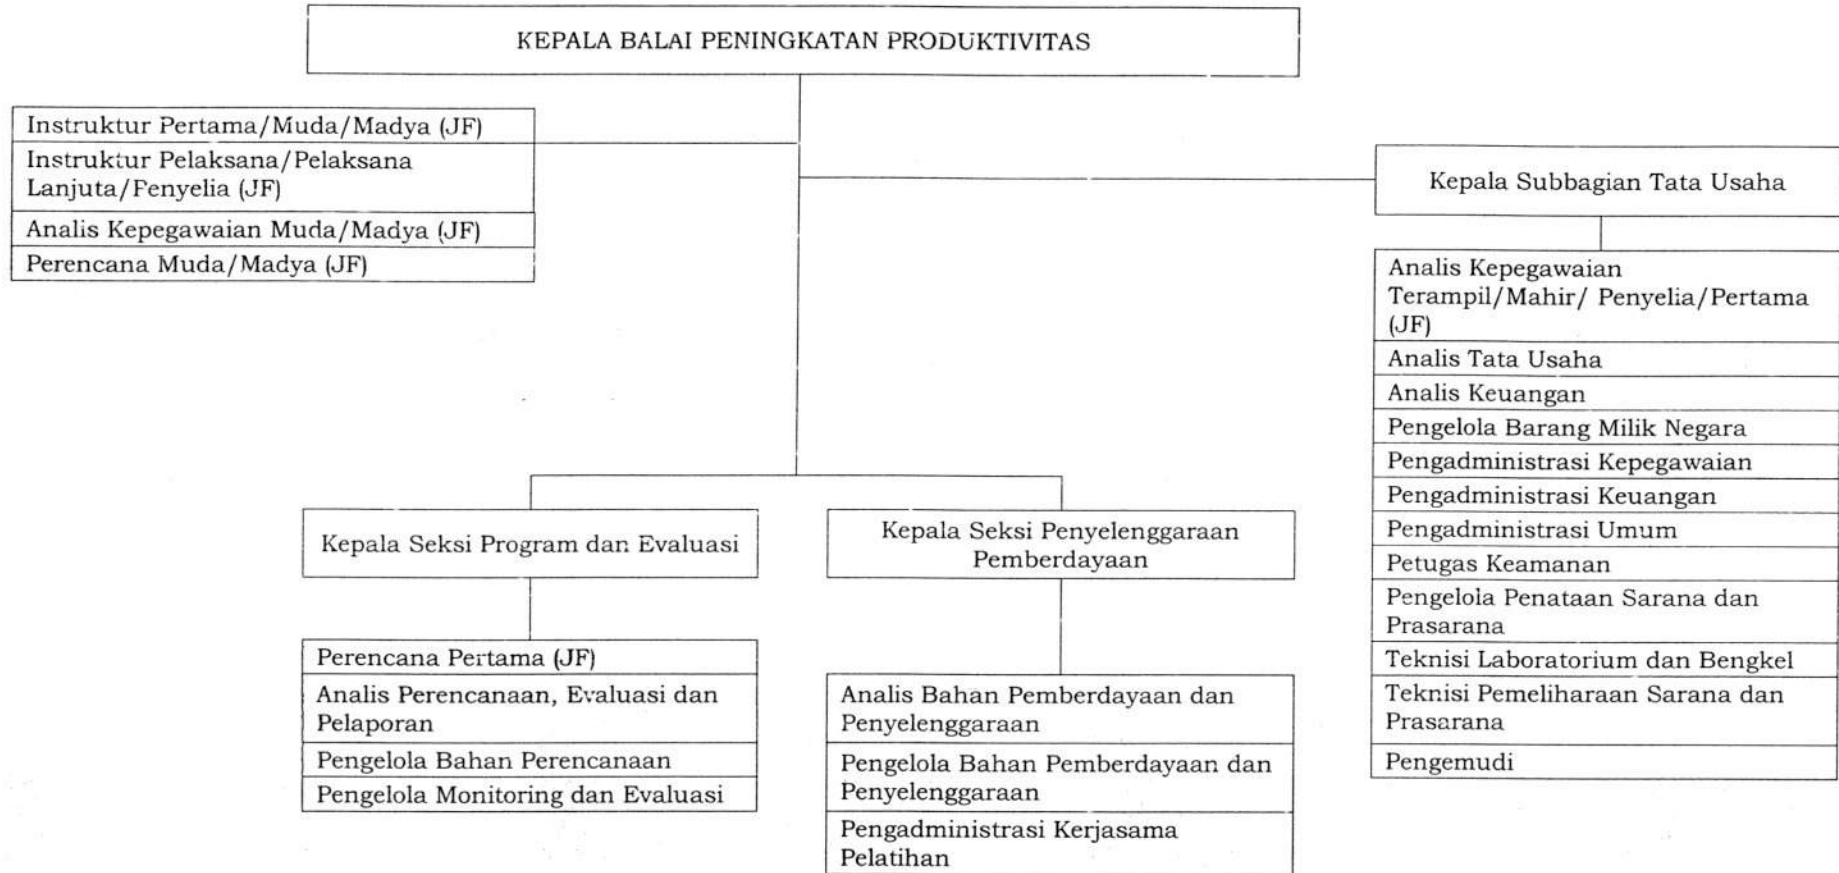 KEPALA BALAI PENINGKATAN PRODUKTIVITAS
Instruktur Pertama/Muda/Madya (JF)
Instruktur Pelaksana/Pelaksana
Lanjuta/Fenyelia (JF)
Analis Kepegawaian Muda/Madya (JF)
Perencana Muda/Madya (JF)
Kepala Subbagian Tata Usaha
Analis Kepegawaian
Terampil/Mahir/ Penyelia/Pertama
(JF)
Analis Tata Usaha
Analis Keuangan
Pengelola Barang Milik Negara
Pengadministrasi Kepegawaian
Pengadministrasi Keuangan
Pengadministrasi Umum
Petugas Keamanan
Pengelola Penataan Sarana dan
Prasarana
Teknisi Laboratorium dan Bengkel
Teknisi Pemeliharaan Sarana dan
Prasarana
Pengemudi
Kepala Seksi Program dan Evaluasi
Perencana Pertama (JF)
Analis Perencanaan, Evaluasi dan
Pelaporan
Pengelola Bahan Perencanaan
Pengelola Monitoring dan Evaluasi
Kepala Seksi Penyelenggaraan
Pemberdayaan
Analis Bahan Pemberdayaan dan
Penyelenggaraan
Pengelola Bahan Pemberdayaan dan
Penyelenggaraan
Pengadministrasi Kerjasama
Pelatihan